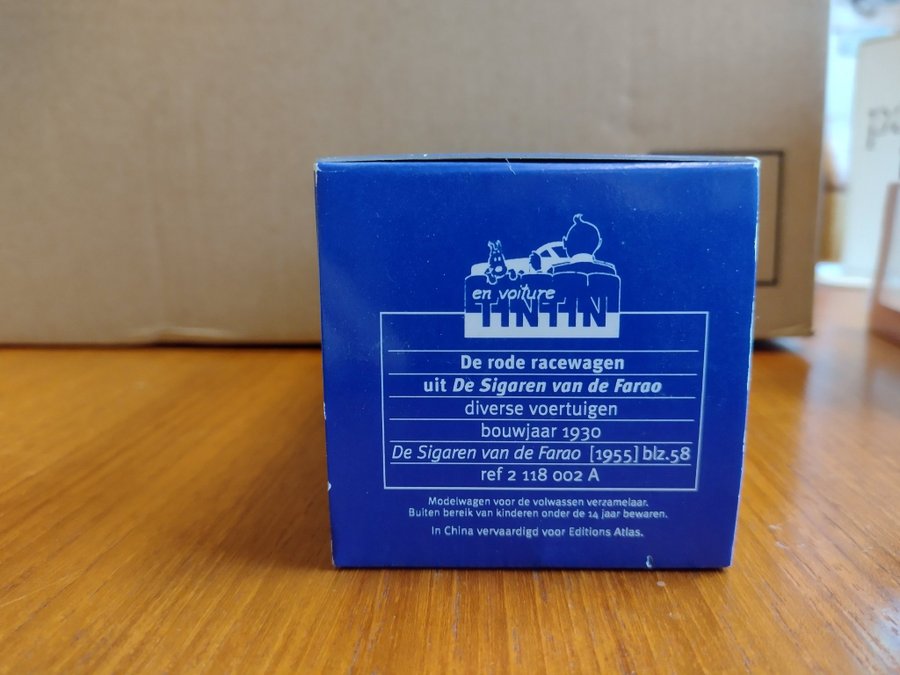 en voiture
TINTIN
De rode racewagen
uit De Sigaren van de Farao
diverse voertuigen
bouwjaar 1930
De Sigaren van de Farao [1955] blz.58
ref 2 118 002 A
Modelwagen voor de volwassen verzamelaar.
Buiten bereik van kinderen onder de 14 jaar bewaren.
In China vervaardigd voor Editions Atlas.